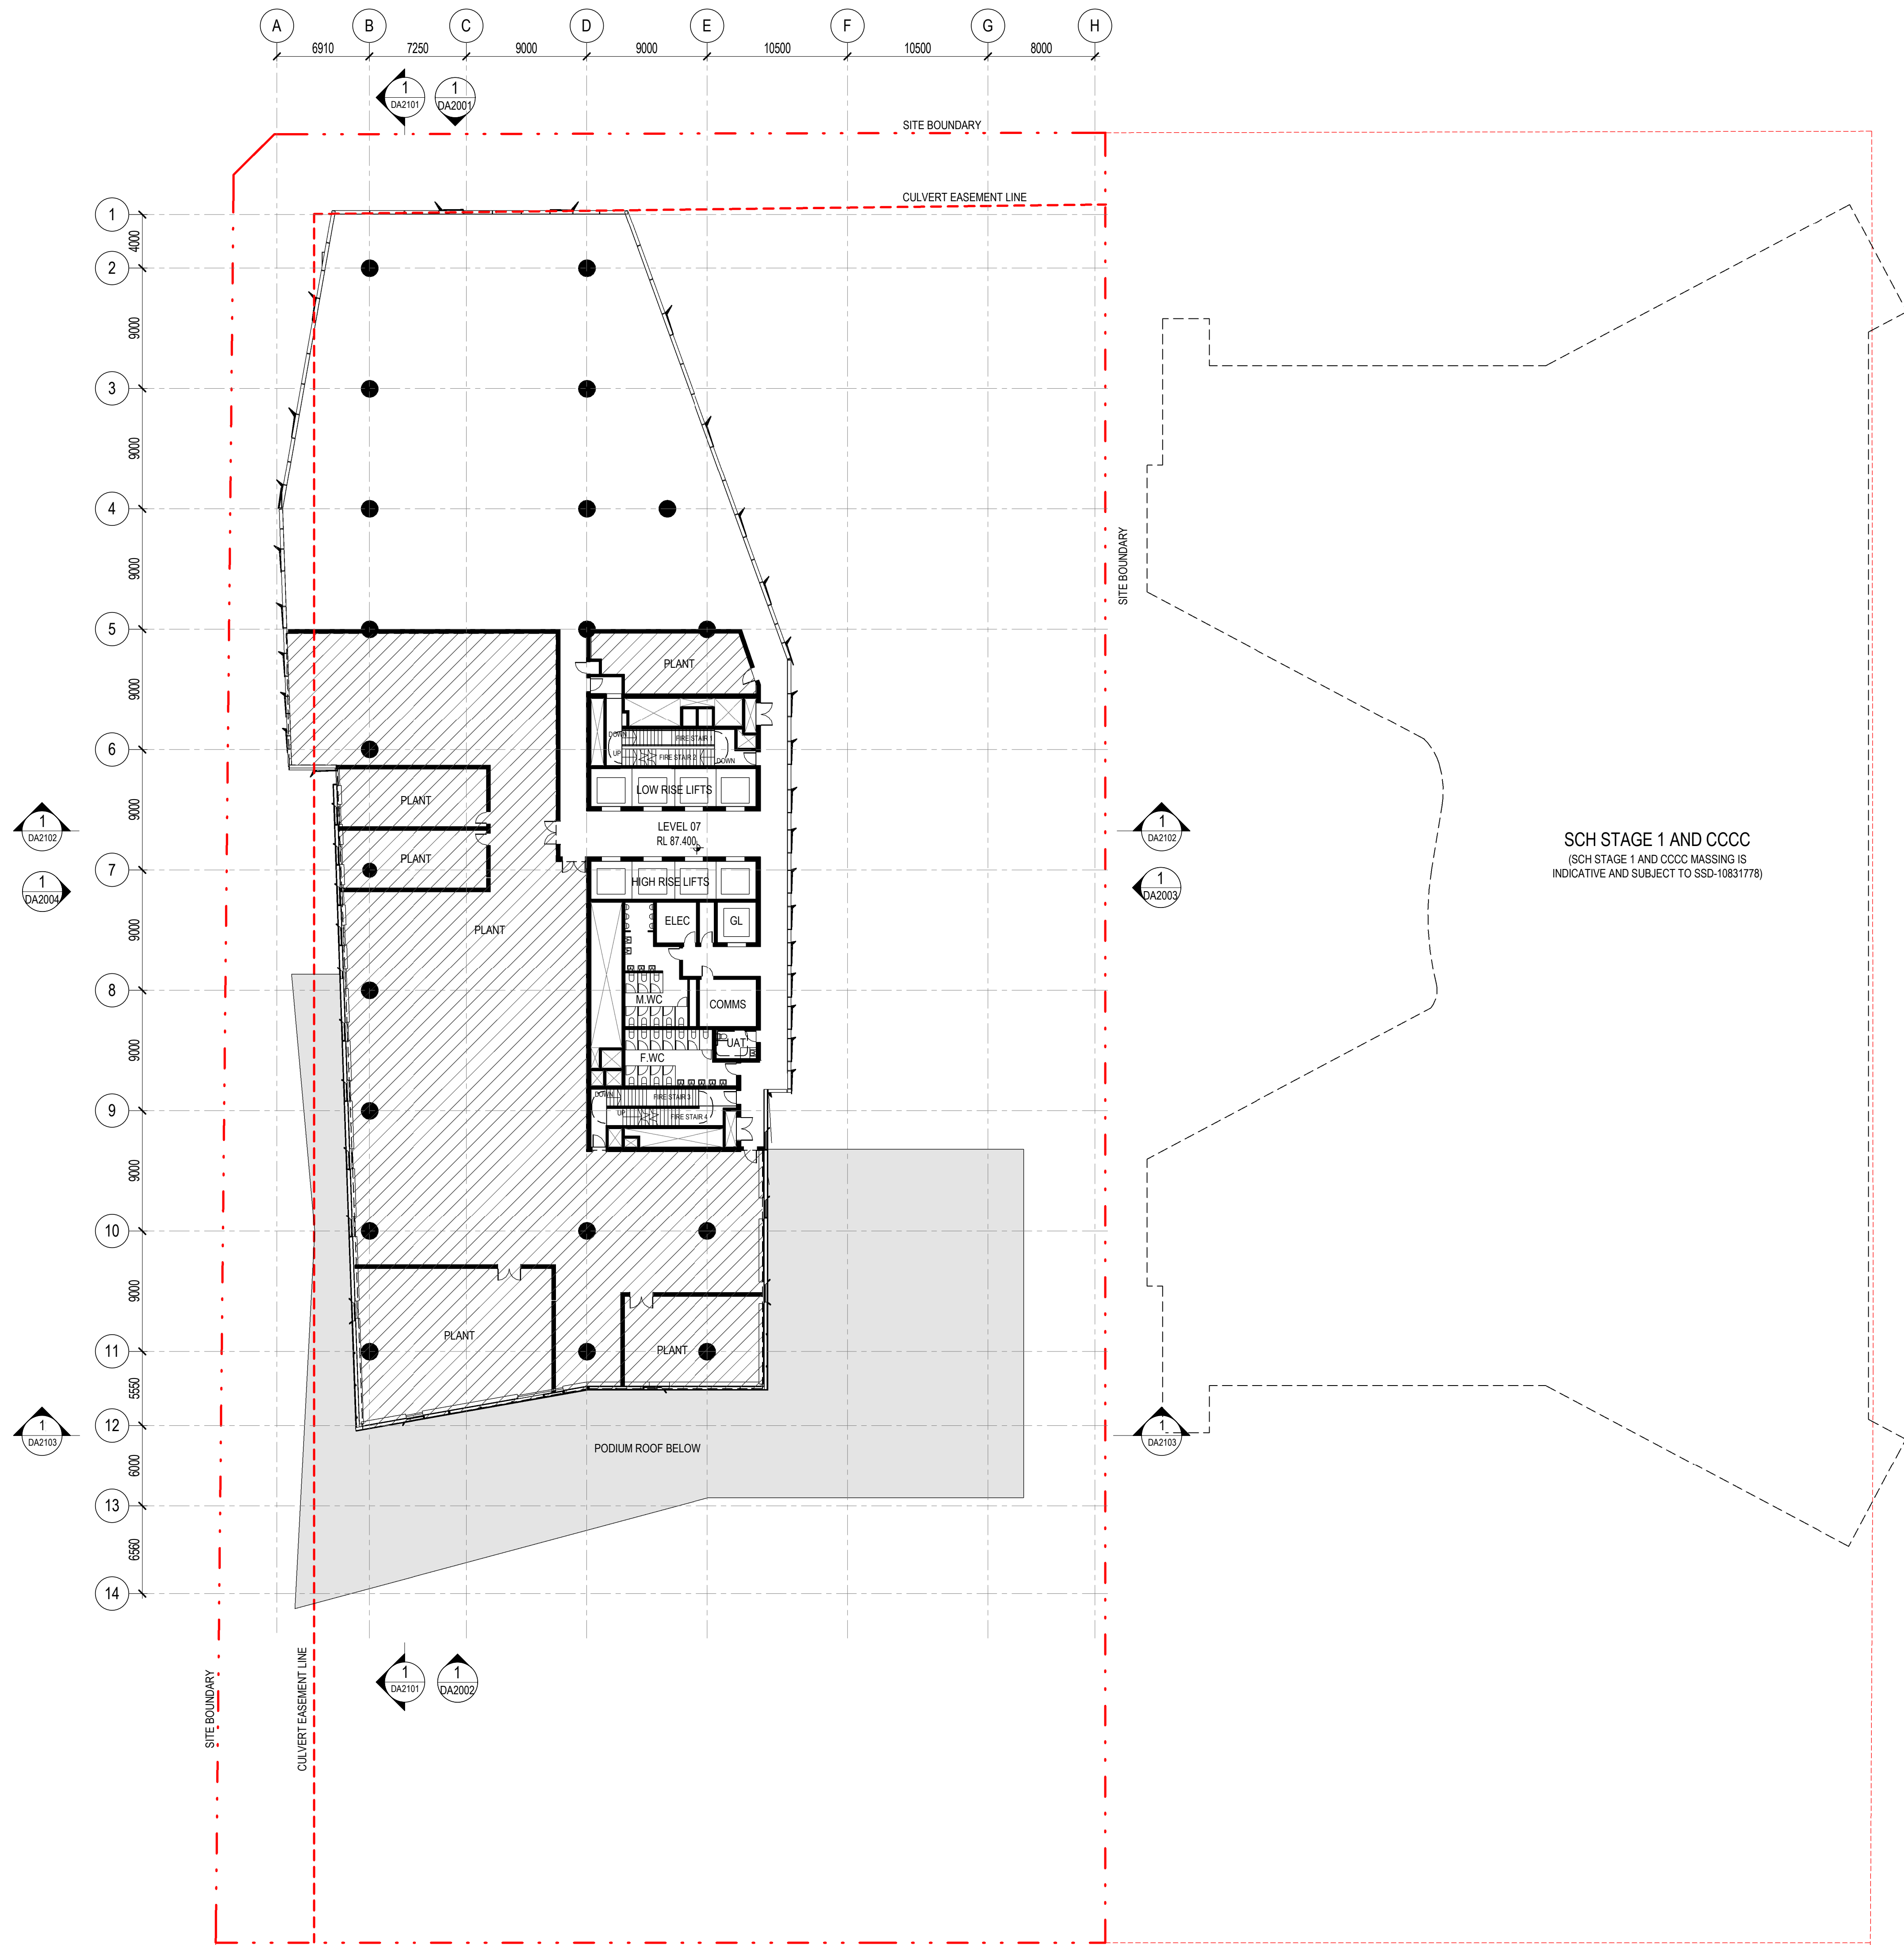 A B C D E F G H
6910 7250 9000 9000 10500 10500 8000
1
DA2101
1
DA2001
SITE BOUNDARY
CULVERT EASEMENT LINE
1
4000
2
9000
3
9000
4
9000
5
9000
6
9000
7
9000
8
9000
9
9000
10
9000
11
5550
12
6000
13
6560
14
SITE BOUNDARY
PLANT
DOWN
FIRE STAIR 1
UP
FIRE STAIR 2
DOWN
LOW RISE LIFTS
PLANT
LEVEL 07
RL 87.400
PLANT
HIGH RISE LIFTS
PLANT
ELEC
GL
M.WC
COMMS
UAT
F.WC
DOWN
FIRE STAIR 3
UP
FIRE STAIR 4
PLANT
PLANT
PODIUM ROOF BELOW
1
DA2102
1
DA2004
1
DA2102
1
DA2003
SCH STAGE 1 AND CCCC
(SCH STAGE 1 AND CCCC MASSING IS
INDICATIVE AND SUBJECT TO SSD-10831778)
1
DA2103
1
DA2103
SITE BOUNDARY
CULVERT EASEMENT LINE
1
DA2101
1
DA2002